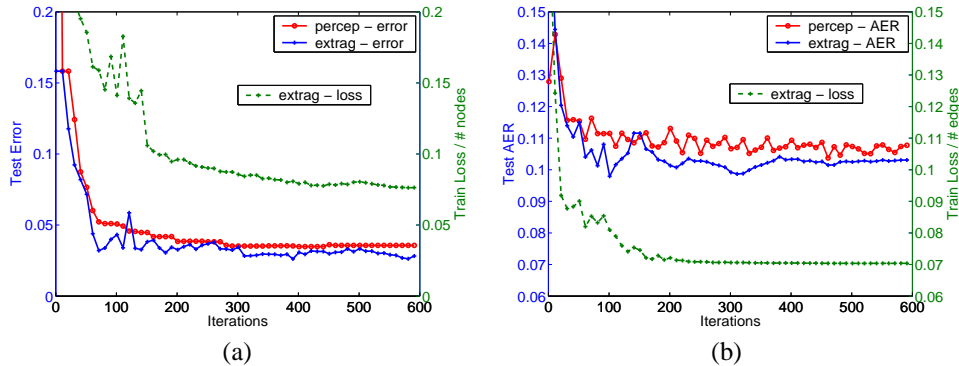 percep – error
extrag – error
extrag – loss
0.2
0.15
0.1
0.05
0
Test Error
0.2
0.15
0.1
0.05
0
Train Loss / # nodes
0 100 200 300 400 500 600
Iterations
(a)
percep – AER
extrag – AER
extrag – loss
0.15
0.14
0.13
0.12
0.11
0.1
0.09
0.08
0.07
0.06
Test AER
0.15
0.14
0.13
0.12
0.11
0.1
0.09
0.08
0.07
0.06
Train Loss / # edges
0 100 200 300 400 500 600
Iterations
(b)